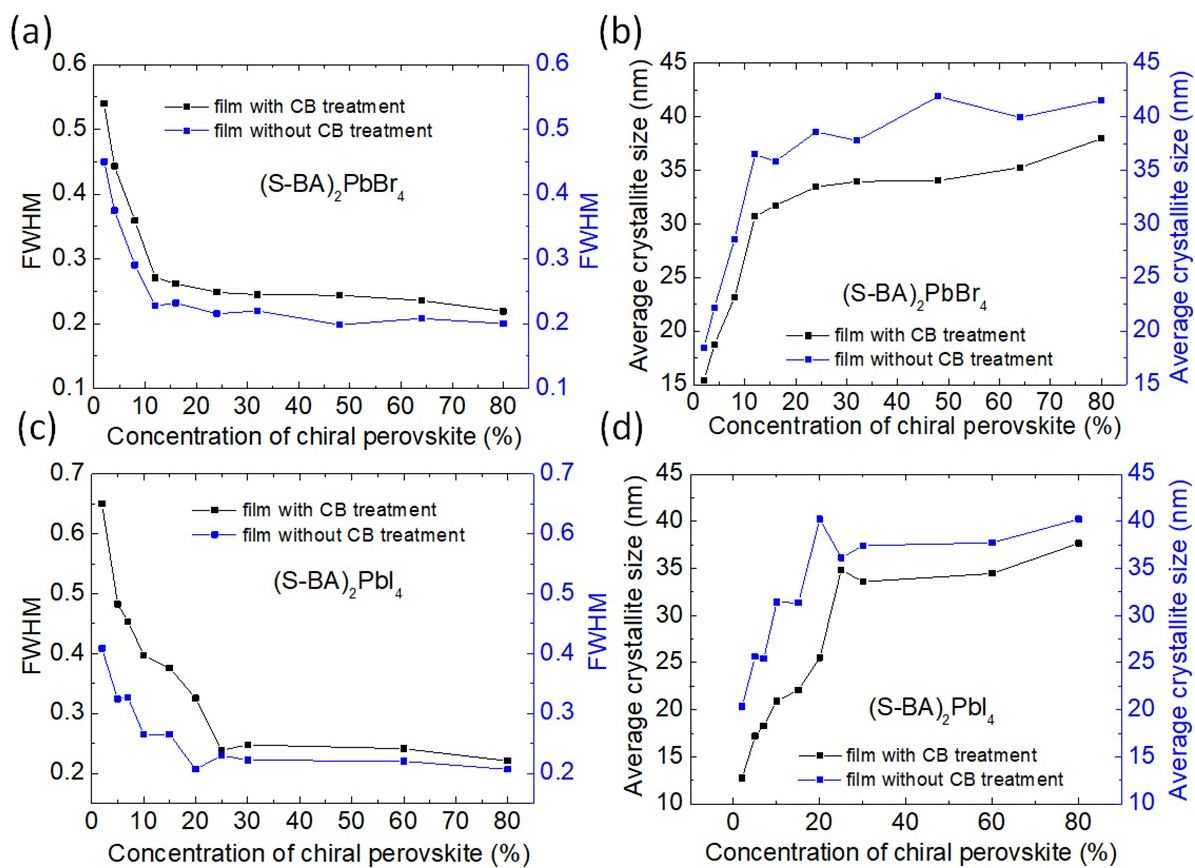 (a)
0.6
0.5
0.4
0.3
0.2
0.1
FWHM
film with CB treatment
film without CB treatment
(S-BA)₂PbBr₄
0.6
0.5
0.4
0.3
0.2
0.1
FWHM
0 10 20 30 40 50 60 70 80
Concentration of chiral perovskite (%)
(b)
45
40
35
30
25
20
15
Average crystallite size (nm)
(S-BA)₂PbBr₄
film with CB treatment
film without CB treatment
45
40
35
30
25
20
15
Average crystallite size (nm)
0 20 40 60 80
Concentration of chiral perovskite (%)
(c)
0.7
0.6
0.5
0.4
0.3
0.2
FWHM
film with CB treatment
film without CB treatment
(S-BA)₂PbI₄
0.7
0.6
0.5
0.4
0.3
0.2
FWHM
0 10 20 30 40 50 60 70 80
Concentration of chiral perovskite (%)
(d)
45
40
35
30
25
20
15
10
Average crystallite size (nm)
(S-BA)₂PbI₄
film with CB treatment
film without CB treatment
45
40
35
30
25
20
15
10
Average crystallite size (nm)
0 20 40 60 80
Concentration of chiral perovskite (%)